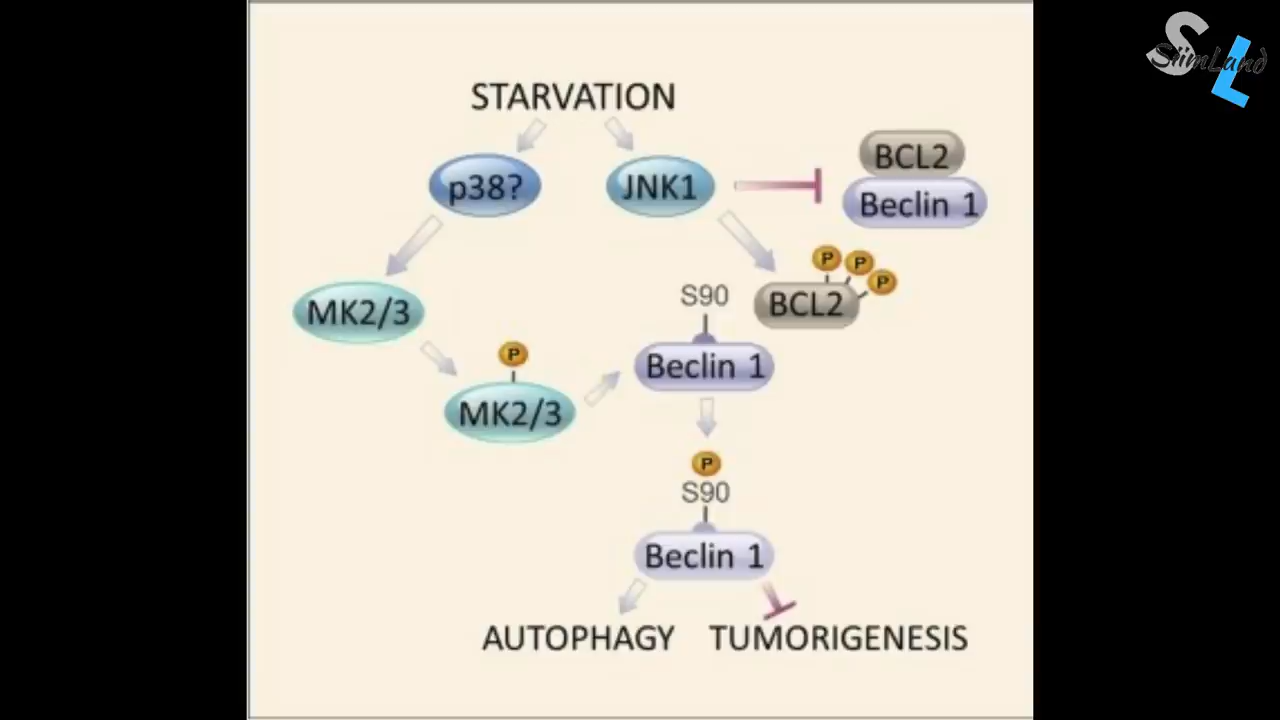 S L
SiimLand
STARVATION
p38?
JNK1
BCL2
Beclin 1
MK2/3
S90
P P P
BCL2
Beclin 1
P
MK2/3
P
S90
Beclin 1
AUTOPHAGY TUMORIGENESIS